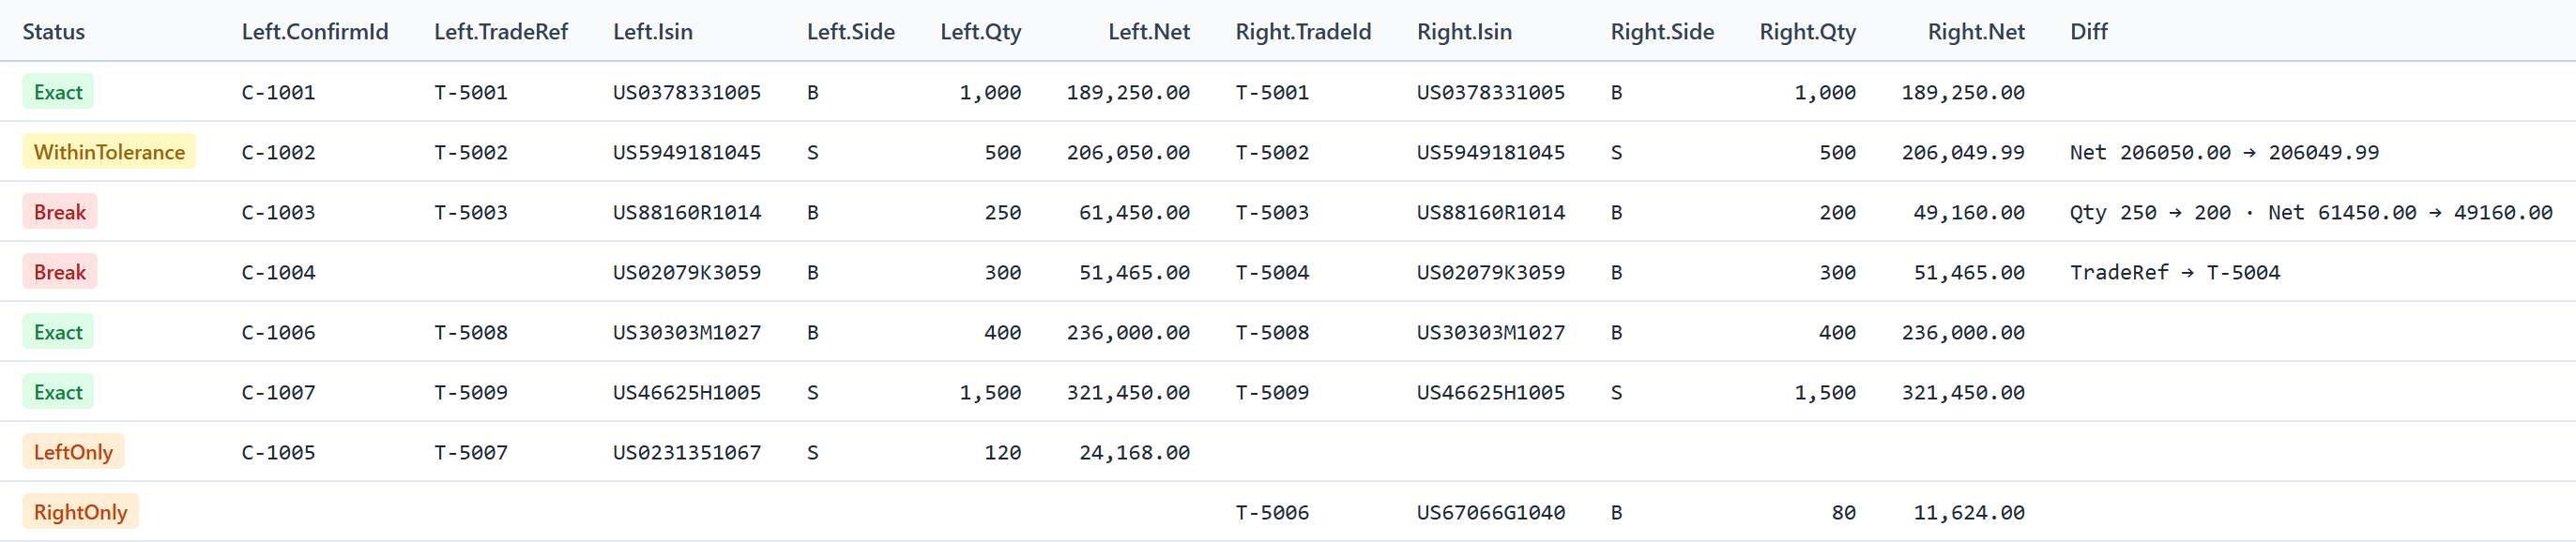 Status Left.ConfirmId Left.TradeRef Left.Isin Left.Side Left.Qty Left.Net Right.TradeId Right.Isin Right.Side Right.Qty Right.Net Diff
Exact C-1001 T-5001 US0378331005 B 1,000 189,250.00 T-5001 US0378331005 B 1,000 189,250.00
WithinTolerance C-1002 T-5002 US5949181045 S 500 206,050.00 T-5002 US5949181045 S 500 206,049.99 Net 206050.00 → 206049.99
Break C-1003 T-5003 US88160R1014 B 250 61,450.00 T-5003 US88160R1014 B 200 49,160.00 Qty 250 → 200 · Net 61450.00 → 49160.00
Break C-1004 US02079K3059 B 300 51,465.00 T-5004 US02079K3059 B 300 51,465.00 TradeRef → T-5004
Exact C-1006 T-5008 US30303M1027 B 400 236,000.00 T-5008 US30303M1027 B 400 236,000.00
Exact C-1007 T-5009 US46625H1005 S 1,500 321,450.00 T-5009 US46625H1005 S 1,500 321,450.00
LeftOnly C-1005 T-5007 US0231351067 S 120 24,168.00
RightOnly T-5006 US67066G1040 B 80 11,624.00